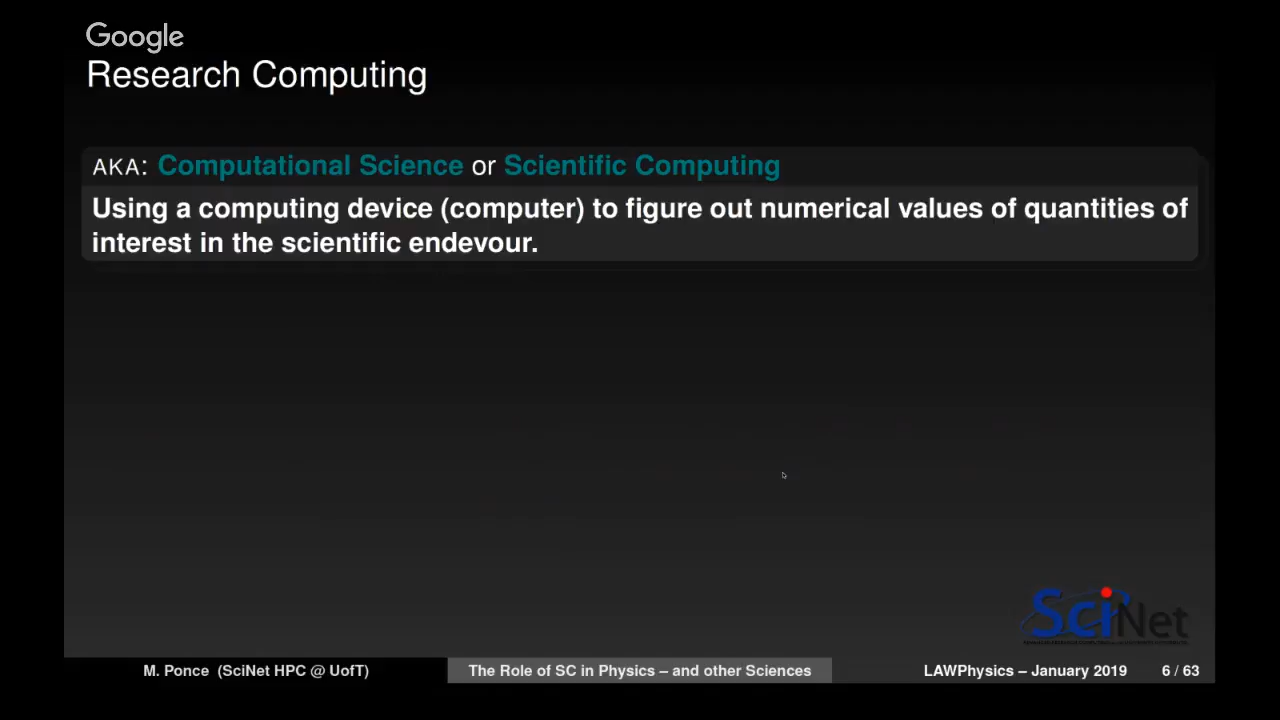 Google
Research Computing
AKA: Computational Science or Scientific Computing
Using a computing device (computer) to figure out numerical values of quantities of
interest in the scientific endevour.
SciNet
M. Ponce (SciNet HPC @ UofT)
The Role of SC in Physics – and other Sciences
LAWPhysics – January 2019
6 / 63